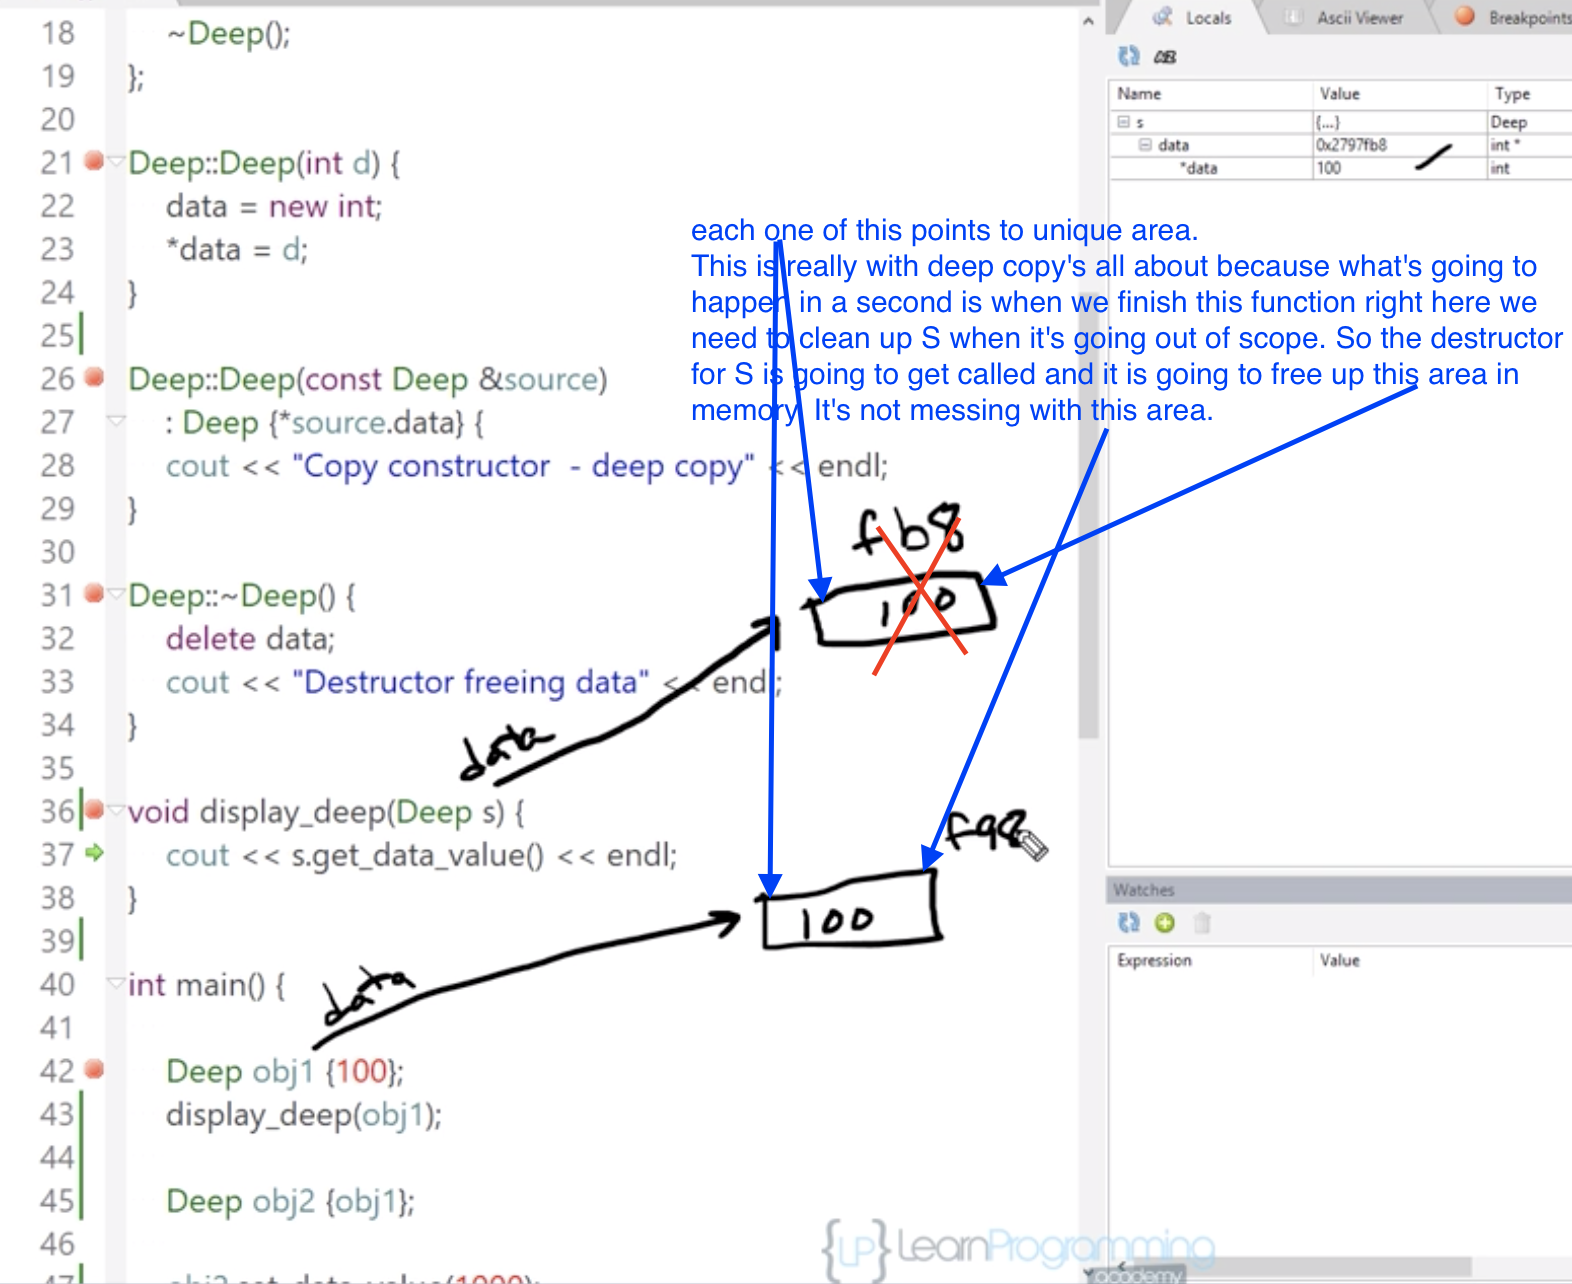 Locals Ascii Viewer Breakpoints
Name Value Type
s {...} Deep
data 0x2797fb8 int *
*data 100 int
18 ~Deep();
19 };
20
21 Deep::Deep(int d) {
22 data = new int;
23 *data = d;
24 }
25
26 Deep::Deep(const Deep &source)
27 : Deep {*source.data} {
28 cout << "Copy constructor - deep copy" << endl;
29 }
30
31 Deep::~Deep() {
32 delete data;
33 cout << "Destructor freeing data" << endl;
34 }
35
36 void display_deep(Deep s) {
37 cout << s.get_data_value() << endl;
38 }
39
40 int main() {
41
42 Deep obj1 {100};
43 display_deep(obj1);
44
45 Deep obj2 {obj1};
46
each one of this points to unique area.
This is really with deep copy's all about because what's going to
happen in a second is when we finish this function right here we
need to clean up S when it's going out of scope. So the destructor
for S is going to get called and it is going to free up this area in
memory. It's not messing with this area.
fb8
100
data
f98
100
data
Watches
Expression Value
{LP} LearnProgramming
academy